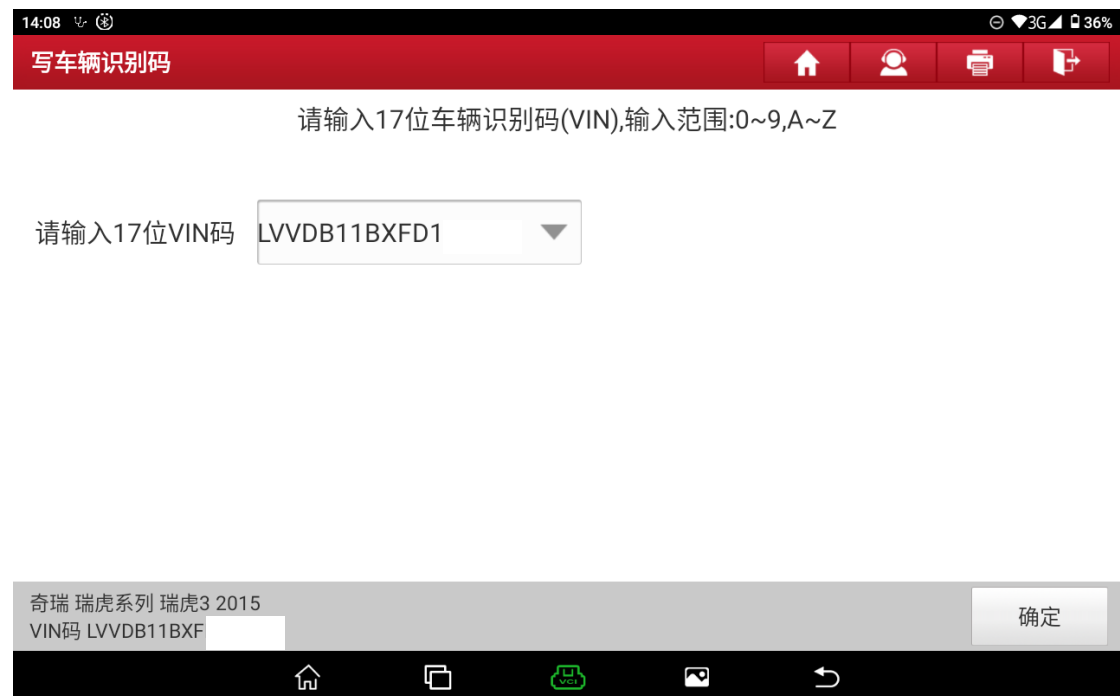 14:08 3G 36%
写车辆识别码
请输入17位车辆识别码(VIN),输入范围:0~9,A~Z
请输入17位VIN码 LVVDB11BXFD1
奇瑞 瑞虎系列 瑞虎3 2015
VIN码 LVVDB11BXF
确定
VCI